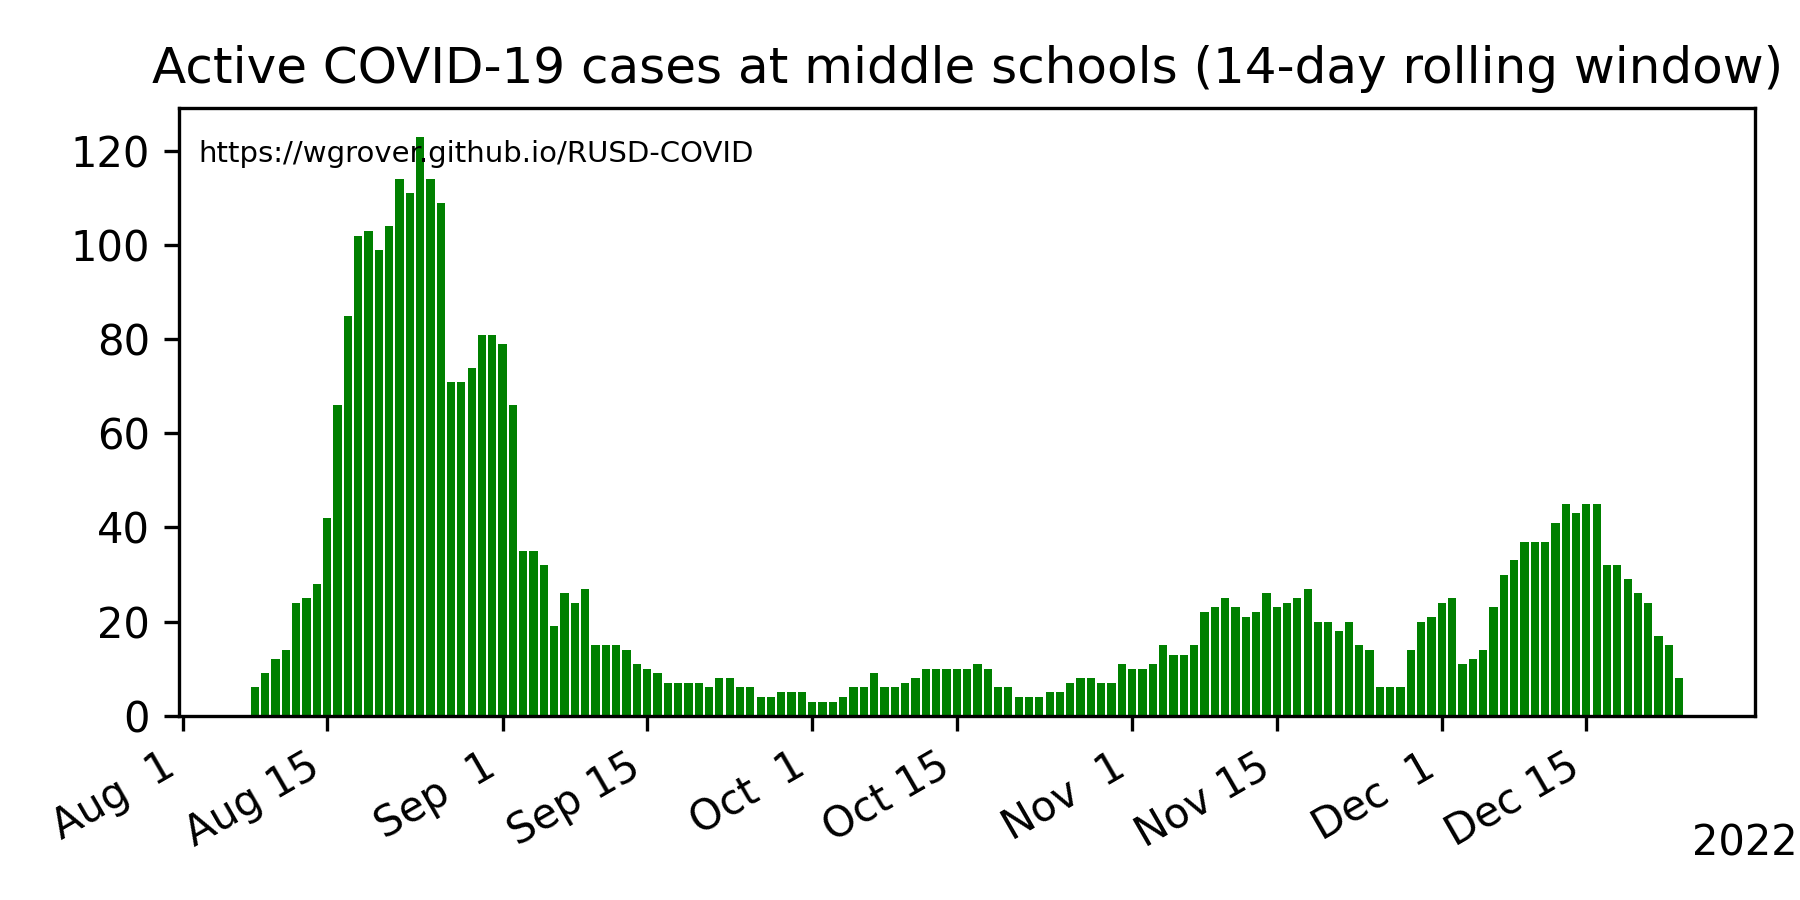 Active COVID-19 cases at middle schools (14-day rolling window)
https://wgrover.github.io/RUSD-COVID
120
100
80
60
40
20
0
Aug 1
Aug 15
Sep 1
Sep 15
Oct 1
Oct 15
Nov 1
Nov 15
Dec 1
Dec 15
2022